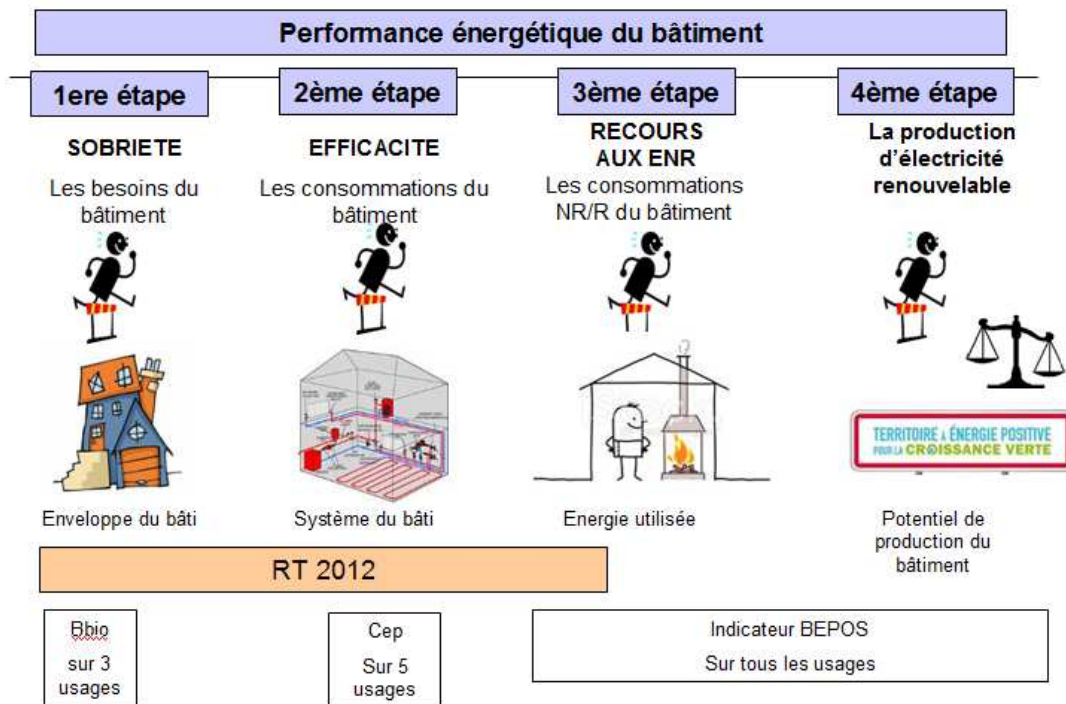 Performance énergétique du bâtiment
1ere étape
2ème étape
3ème étape
4ème étape
SOBRIETE
Les besoins du
bâtiment
EFFICACITE
Les consommations du
bâtiment
RECOURS
AUX ENR
Les consommations
NR/R du bâtiment
La production
d'électricité
renouvelable
TERRITOIRE À ÉNERGIE POSITIVE
POUR LA CROISSANCE VERTE
Enveloppe du bâti
Système du bâti
Energie utilisée
Potentiel de
production du
bâtiment
RT 2012
Bbio
sur 3
usages
Cep
Sur 5
usages
Indicateur BEPOS
Sur tous les usages